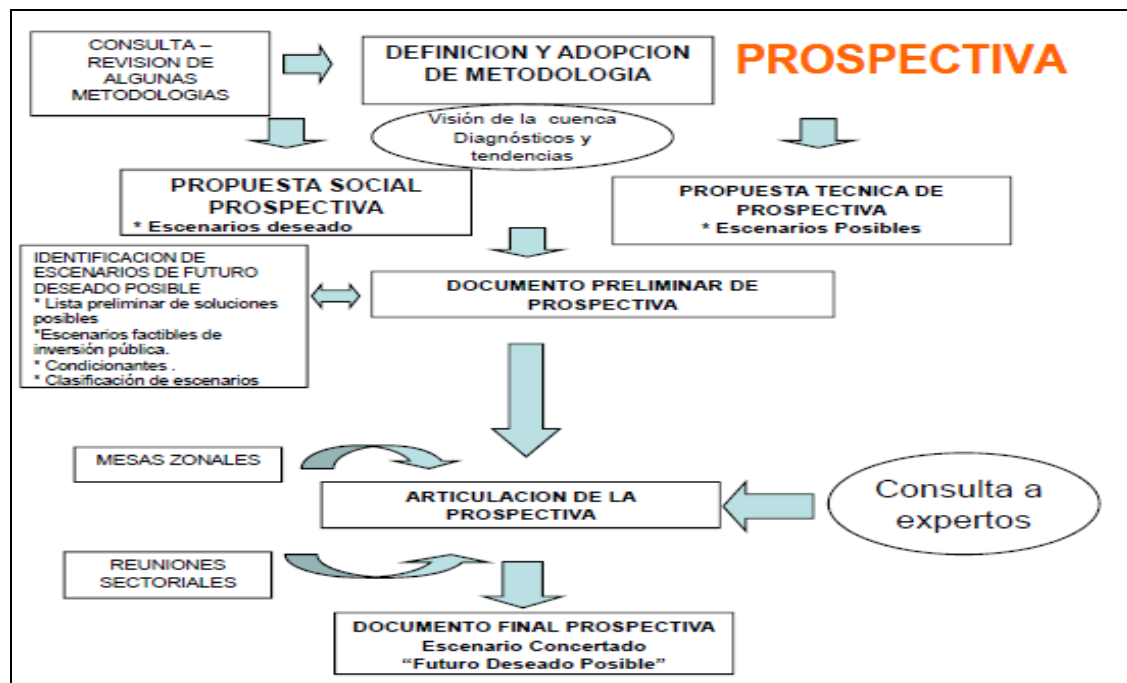 CONSULTA –
REVISION DE
ALGUNAS
METODOLOGIAS
DEFINICION Y ADOPCION
DE METODOLOGIA
PROSPECTIVA
Visión de la cuenca
Diagnósticos y
tendencias
PROPUESTA SOCIAL
PROSPECTIVA
* Escenarios deseado
PROPUESTA TECNICA DE
PROSPECTIVA
* Escenarios Posibles
IDENTIFICACION DE
ESCENARIOS DE FUTURO
DESEADO POSIBLE
* Lista preliminar de soluciones
posibles
*Escenarios factibles de
inversión pública.
* Condicionantes .
* Clasificación de escenarios
DOCUMENTO PRELIMINAR DE
PROSPECTIVA
MESAS ZONALES
ARTICULACION DE LA
PROSPECTIVA
Consulta a
expertos
REUNIONES
SECTORIALES
DOCUMENTO FINAL PROSPECTIVA
Escenario Concertado
“Futuro Deseado Posible”